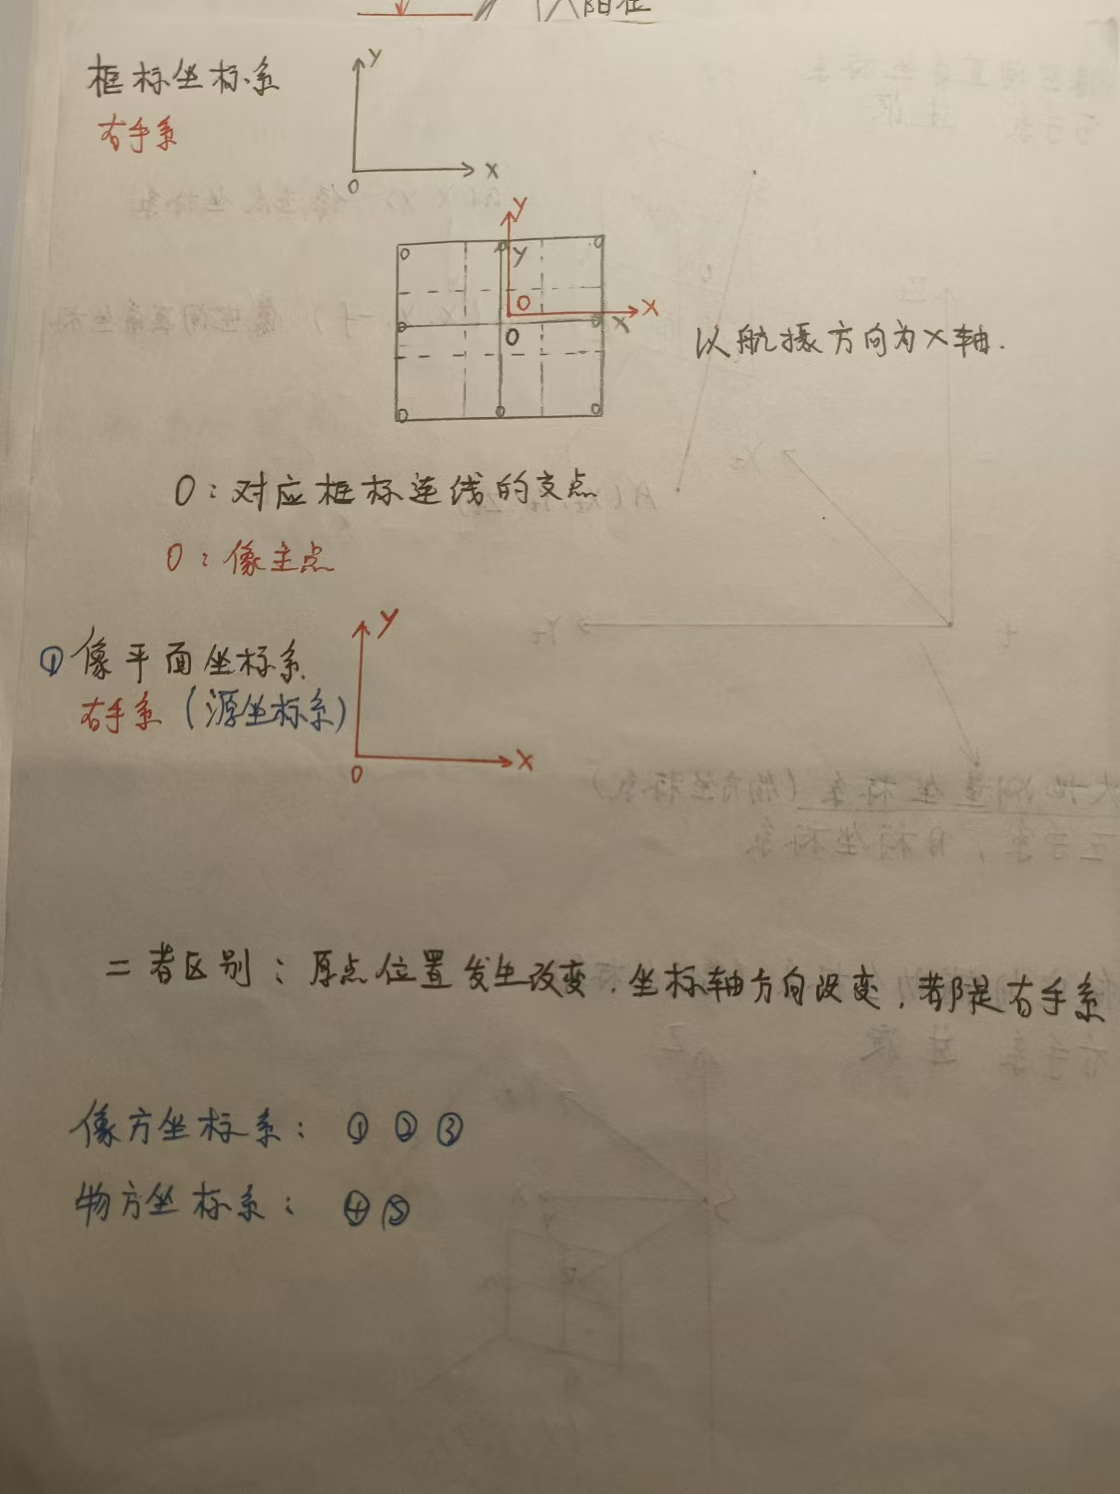 阳位
框标坐标系
右手系
Y
X
O
Y
Y
O
X
X
O
以航摄方向为X轴.
O：对应框标连线的交点
O：像主点
① 像平面坐标系
右手系（源坐标系）
Y
X
O
二者区别：原点位置发生改变，坐标轴方向没变，都是右手系
像方坐标系：① ② ③
物方坐标系：④ ⑤